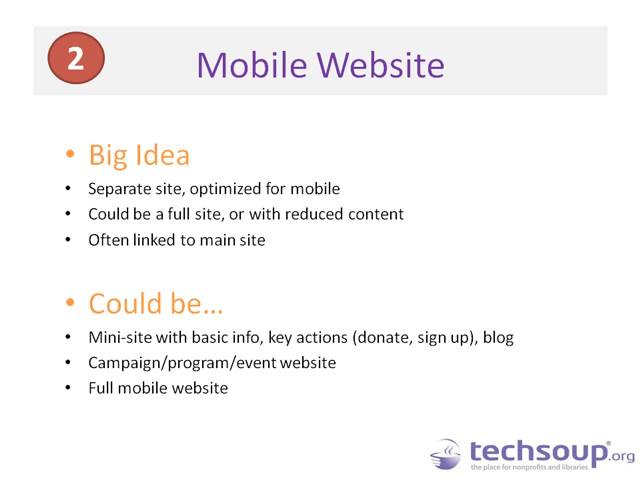 2
Mobile Website
• Big Idea
• Separate site, optimized for mobile
• Could be a full site, or with reduced content
• Often linked to main site
• Could be…
• Mini-site with basic info, key actions (donate, sign up), blog
• Campaign/program/event website
• Full mobile website
techsoup®.org
the place for nonprofits and libraries